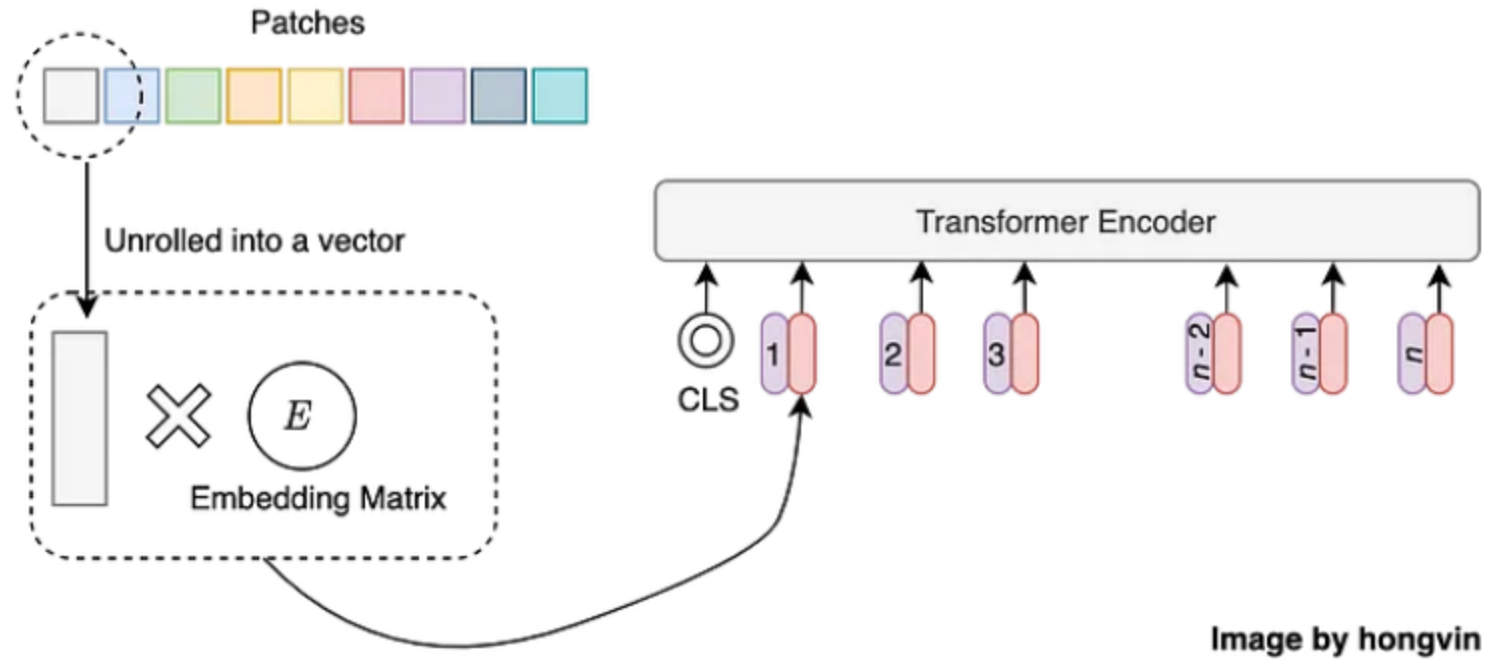 Patches
Unrolled into a vector
E
Embedding Matrix
Transformer Encoder
CLS
1
2
3
n - 2
n - 1
n
Image by hongvin